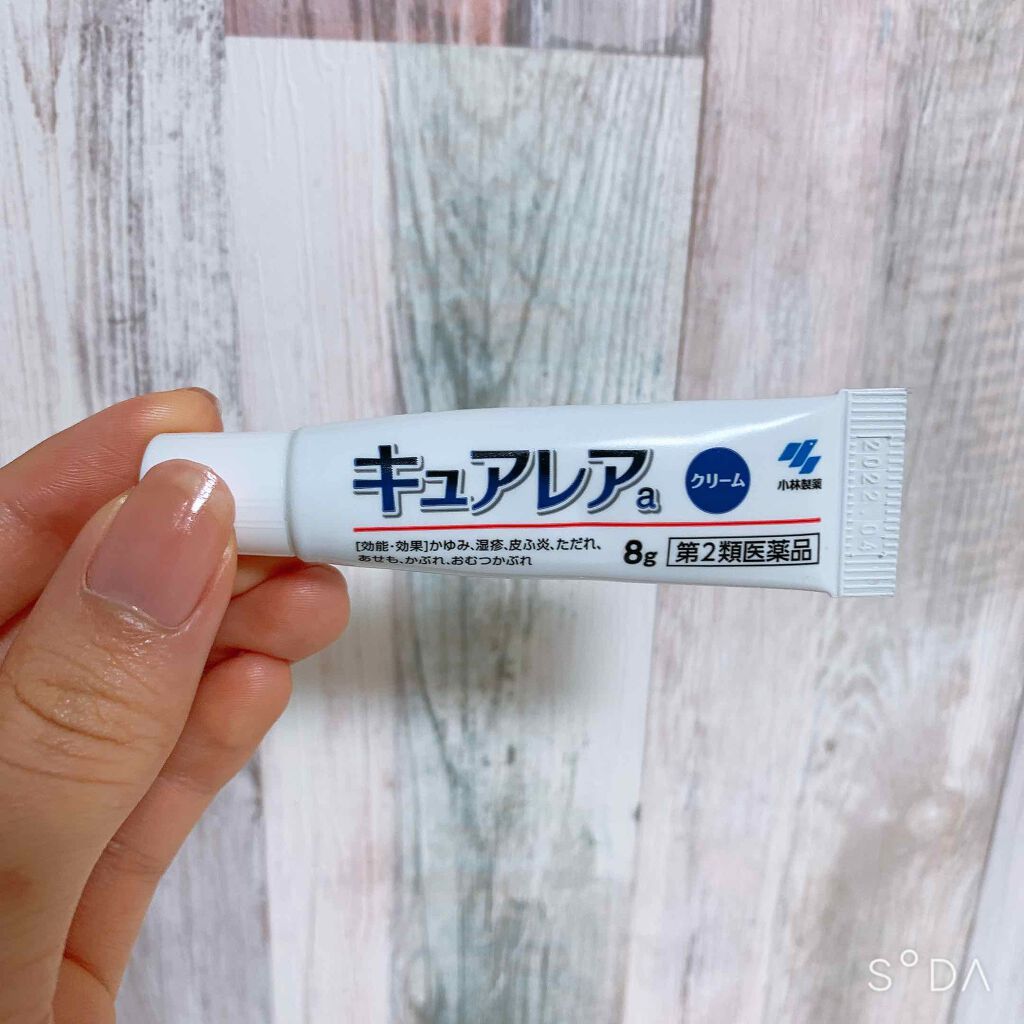 キュアレアa
クリーム
小林製薬
[効能・効果]かゆみ、湿疹、皮ふ炎、ただれ、
あせも、かぶれ、おむつかぶれ
8g
第2類医薬品
2022.04
SODA